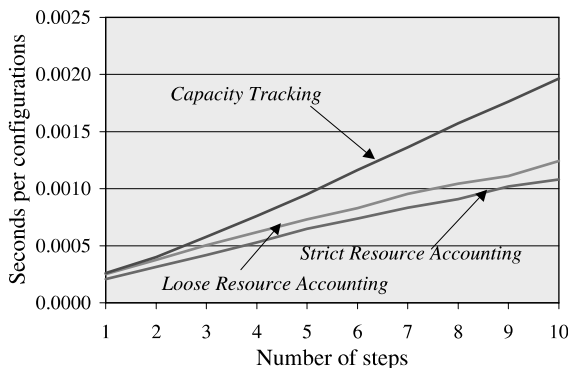 0.0025
0.0020
0.0015
0.0010
0.0005
0.0000
Seconds per configurations
Capacity Tracking
Strict Resource Accounting
Loose Resource Accounting
1 2 3 4 5 6 7 8 9 10
Number of steps